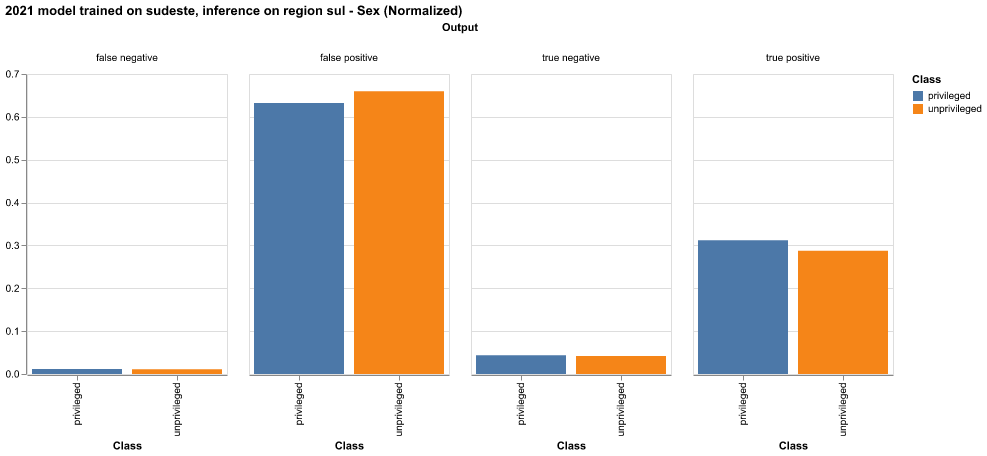 2021 model trained on sudeste, inference on region sul - Sex (Normalized)
Output
false negative
false positive
true negative
true positive
0.7
0.6
0.5
0.4
0.3
0.2
0.1
0.0
privileged
unprivileged
privileged
unprivileged
privileged
unprivileged
privileged
unprivileged
Class
Class
Class
Class
Class
privileged
unprivileged